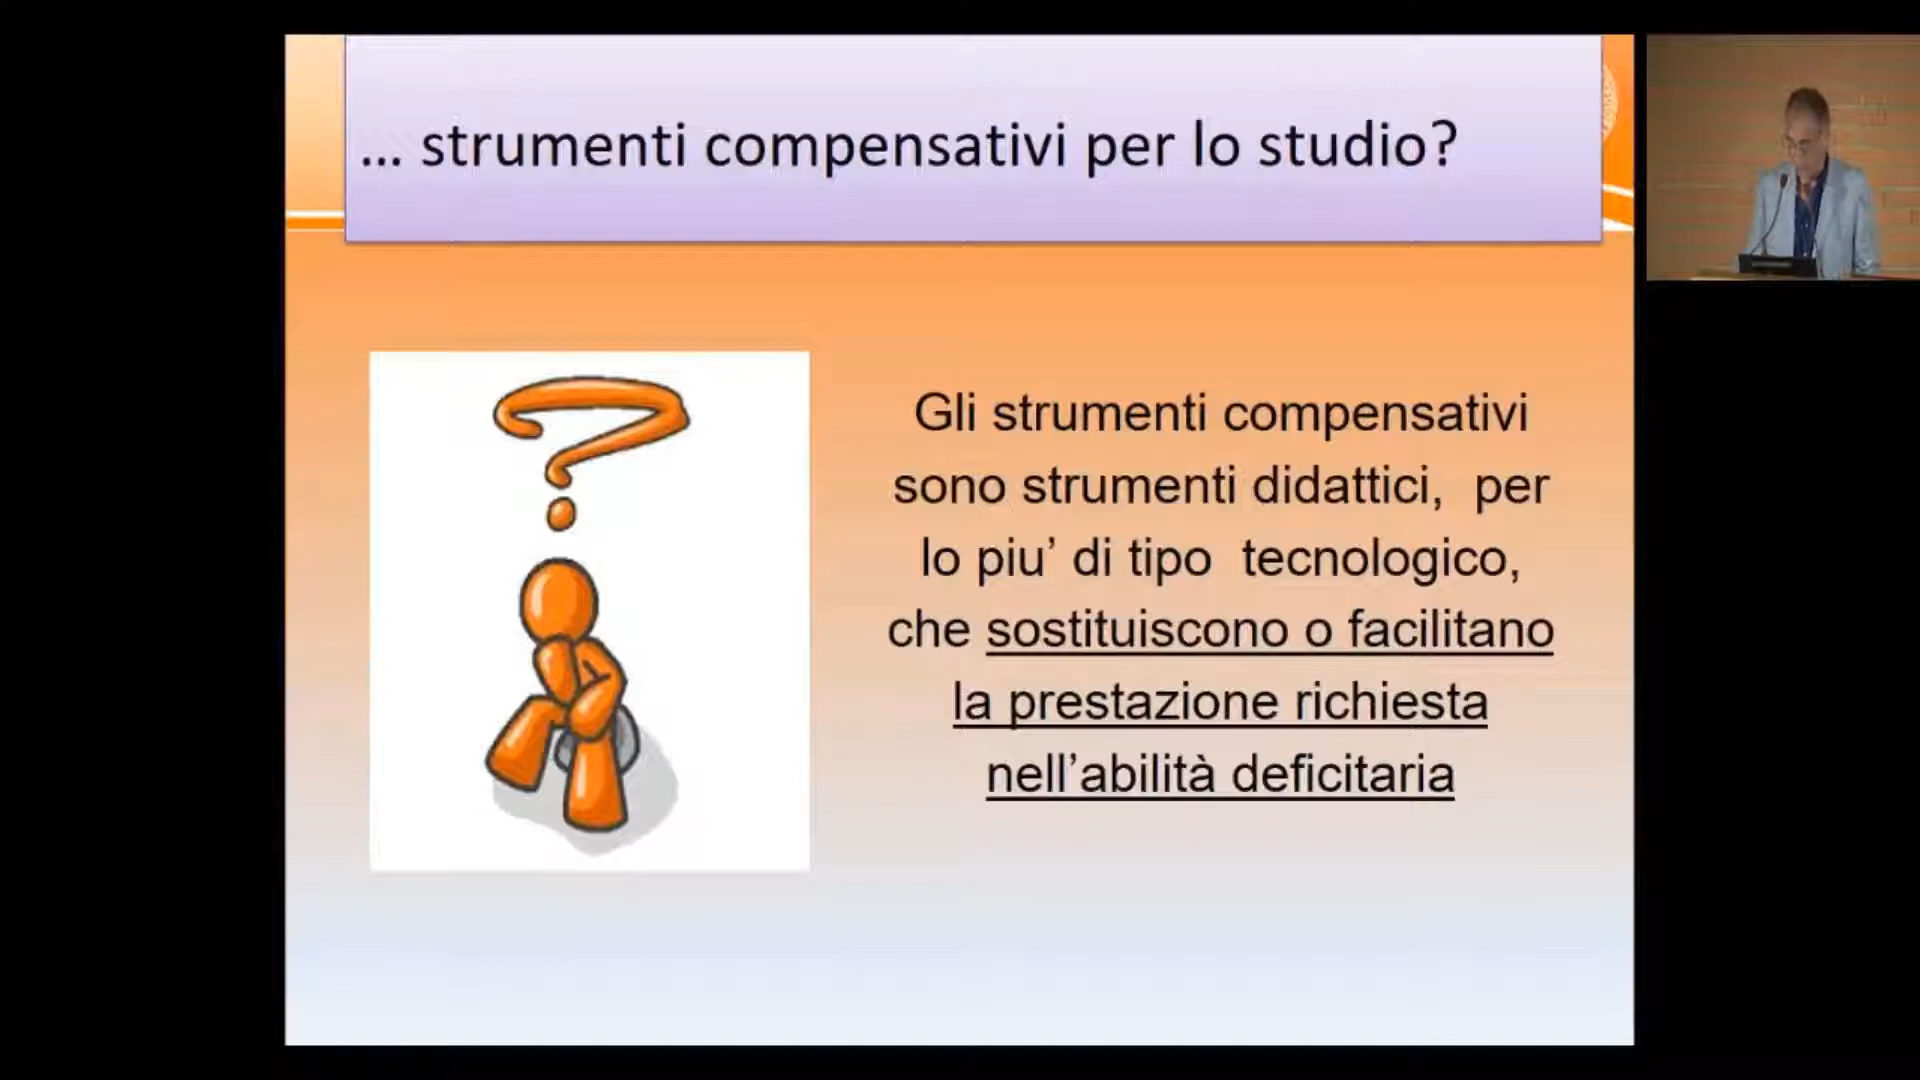 ... strumenti compensativi per lo studio?
Gli strumenti compensativi
sono strumenti didattici, per
lo piu’ di tipo tecnologico,
che sostituiscono o facilitano
la prestazione richiesta
nell’abilità deficitaria